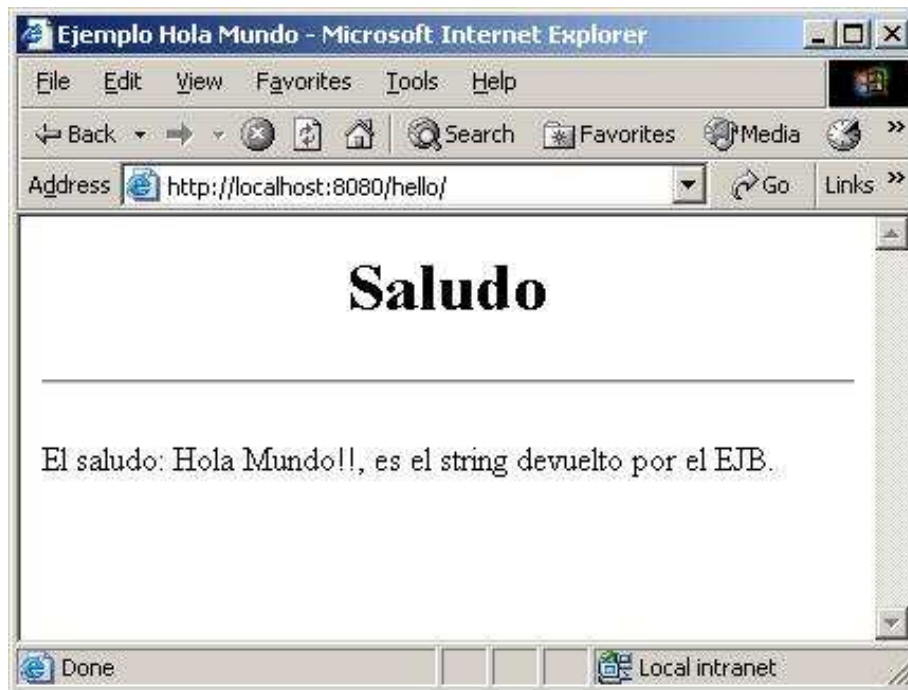 Ejemplo Hola Mundo - Microsoft Internet Explorer
File Edit View Favorites Tools Help
Back Search Favorites Media »
Address http://localhost:8080/hello/ Go Links »
Saludo
El saludo: Hola Mundo!!, es el string devuelto por el EJB.
Done Local intranet